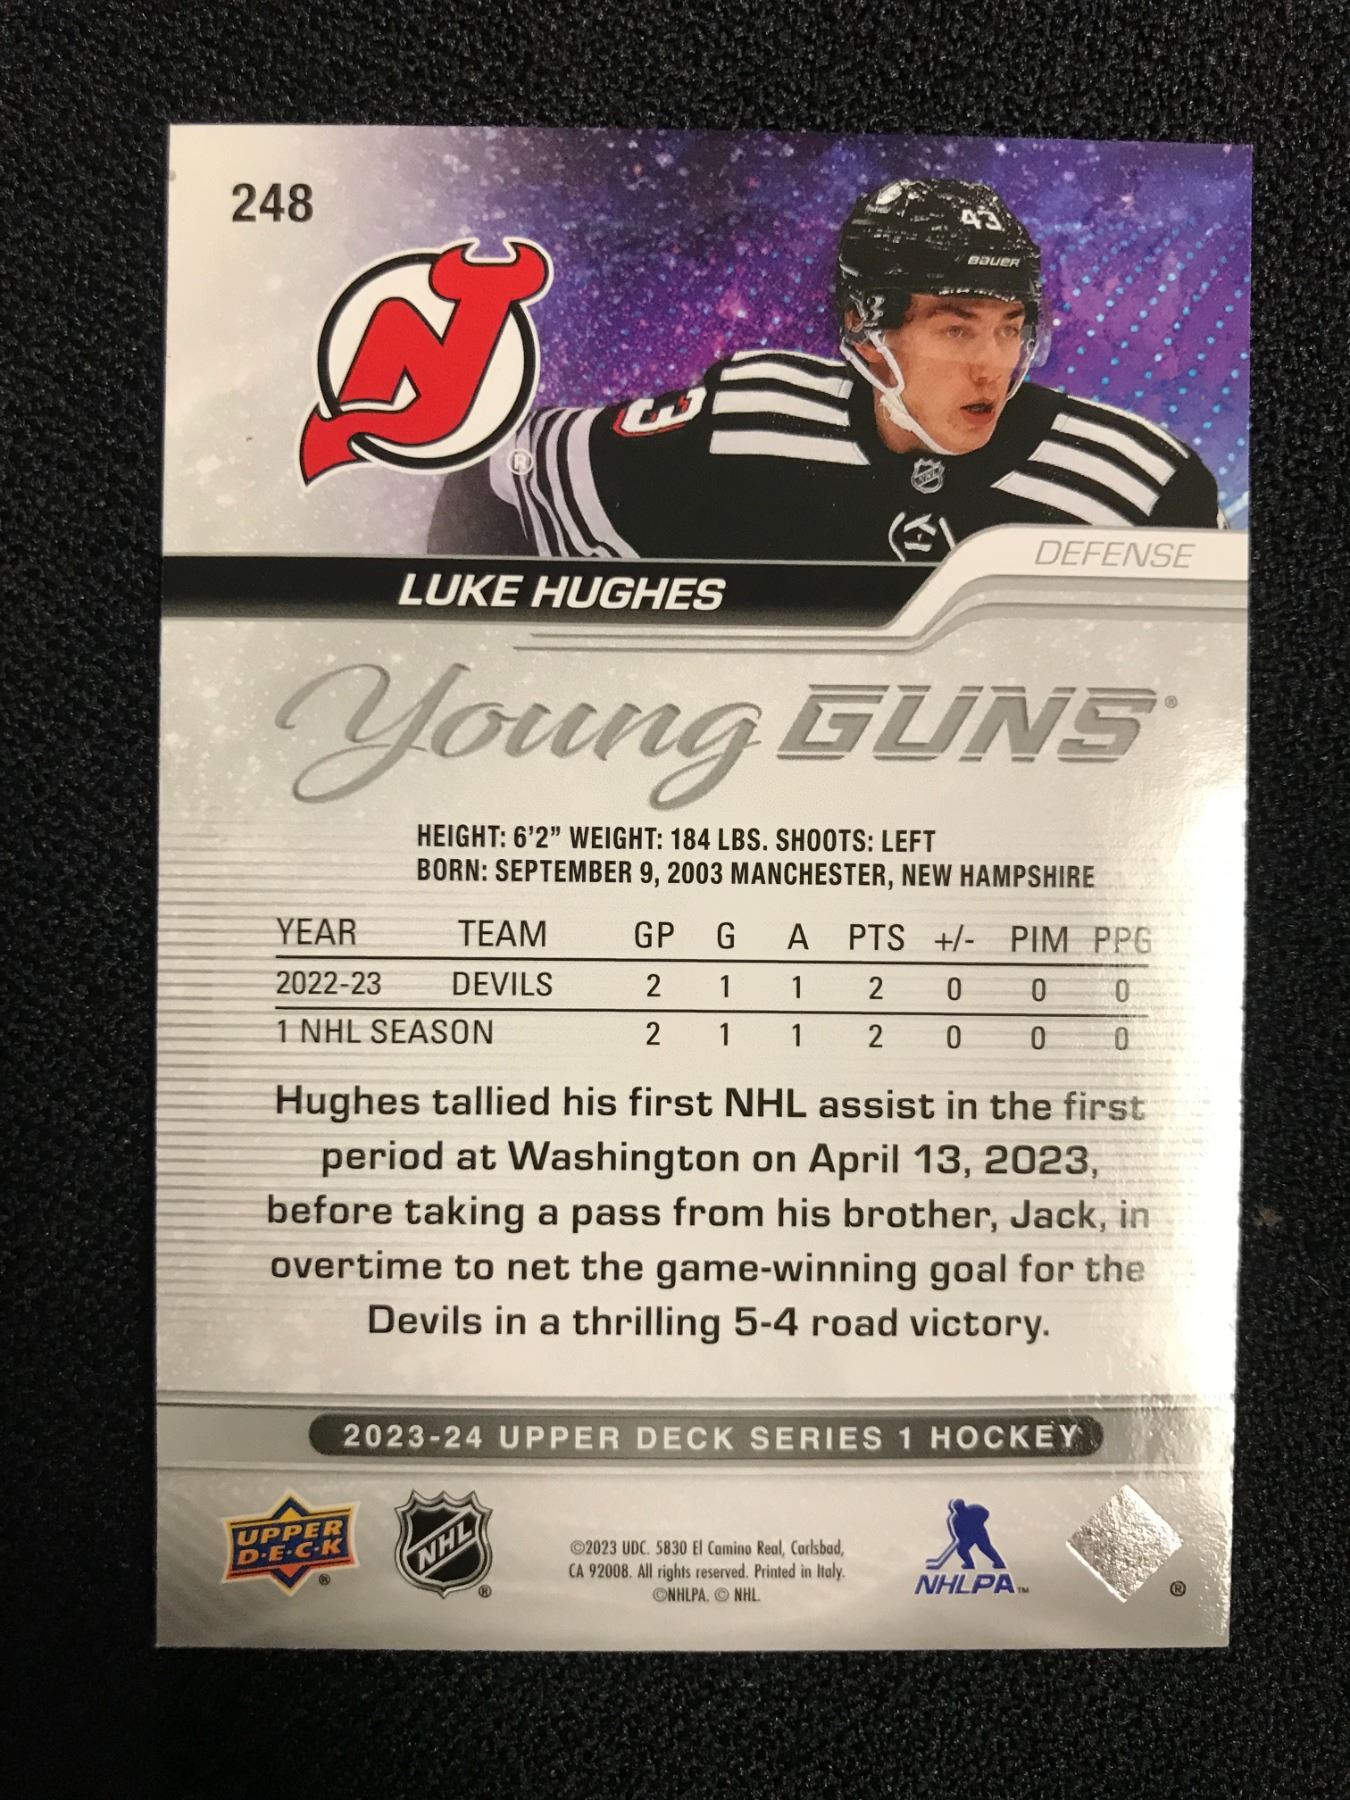 248
43
BAUER
3
NHL
®
DEFENSE
LUKE HUGHES
Young GUNS®
HEIGHT: 6'2" WEIGHT: 184 LBS. SHOOTS: LEFT
BORN: SEPTEMBER 9, 2003 MANCHESTER, NEW HAMPSHIRE
YEAR TEAM GP G A PTS +/- PIM PPG
2022-23 DEVILS 2 1 1 2 0 0 0
1 NHL SEASON 2 1 1 2 0 0 0
Hughes tallied his first NHL assist in the first
period at Washington on April 13, 2023,
before taking a pass from his brother, Jack, in
overtime to net the game-winning goal for the
Devils in a thrilling 5-4 road victory.
2023-24 UPPER DECK SERIES 1 HOCKEY
UPPER
D·E·C·K
®
NHL
®
©2023 UDC. 5830 El Camino Real, Carlsbad,
CA 92008. All rights reserved. Printed in Italy.
©NHLPA. © NHL.
NHLPA™
®